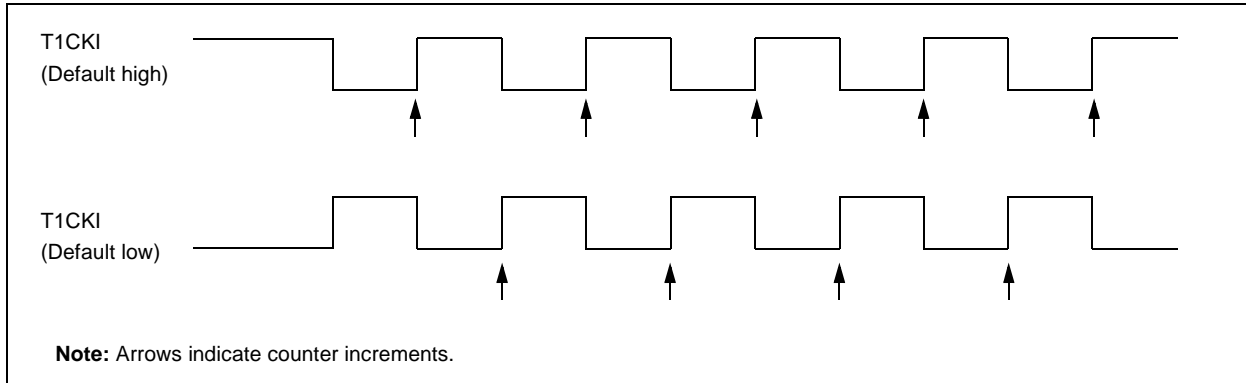 T1CKI
(Default high)
T1CKI
(Default low)
Note: Arrows indicate counter increments.